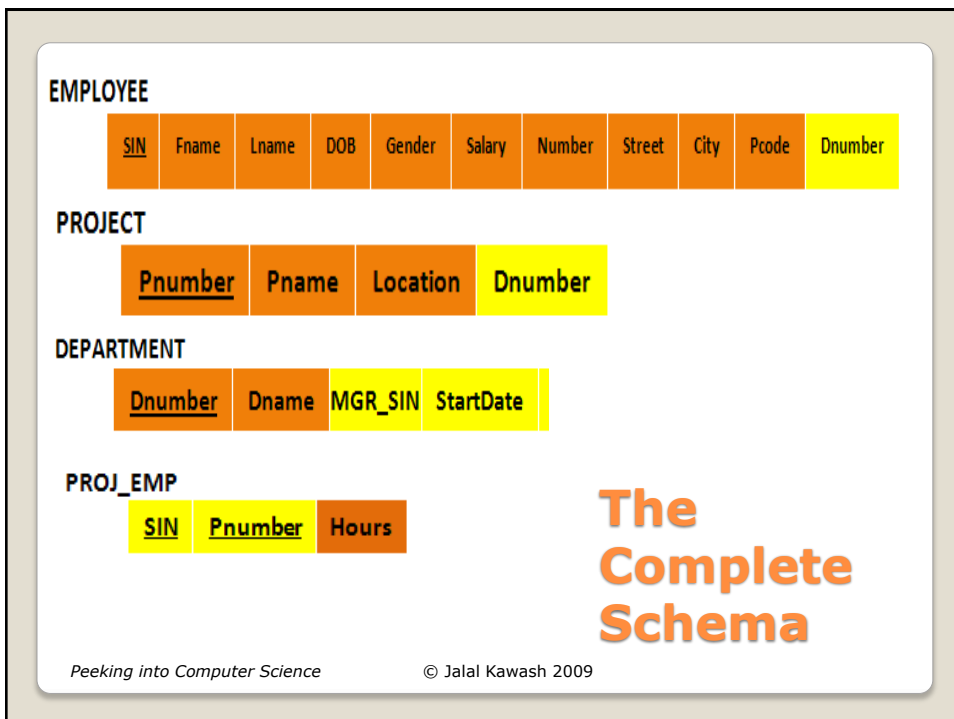 EMPLOYEE
SIN Fname Lname DOB Gender Salary Number Street City Pcode Dnumber
PROJECT
Pnumber Pname Location Dnumber
DEPARTMENT
Dnumber Dname MGR_SIN StartDate
PROJ_EMP
SIN Pnumber Hours
The
Complete
Schema
Peeking into Computer Science © Jalal Kawash 2009